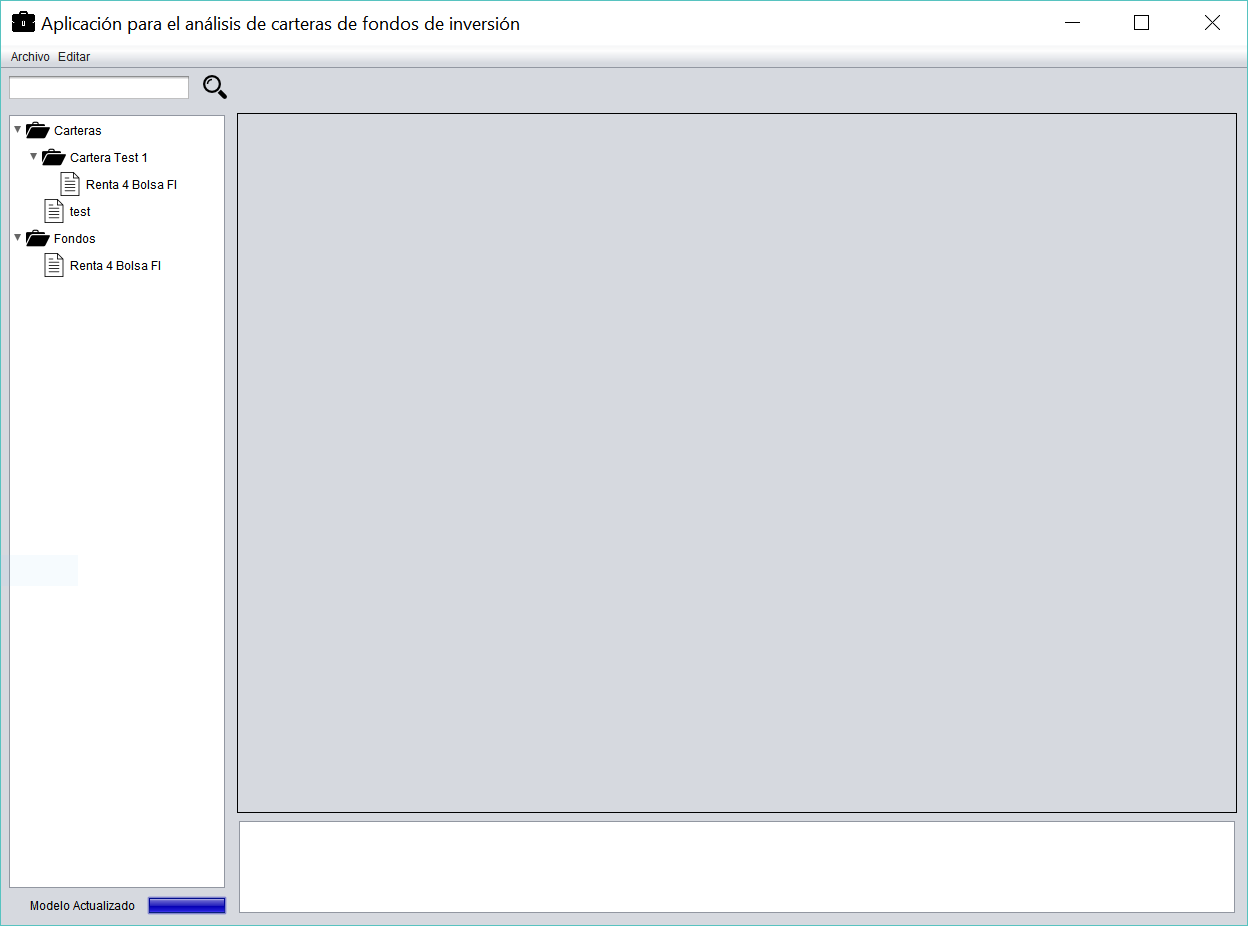 Aplicación para el análisis de carteras de fondos de inversión
Archivo Editar
Carteras
Cartera Test 1
Renta 4 Bolsa FI
test
Fondos
Renta 4 Bolsa FI
Modelo Actualizado